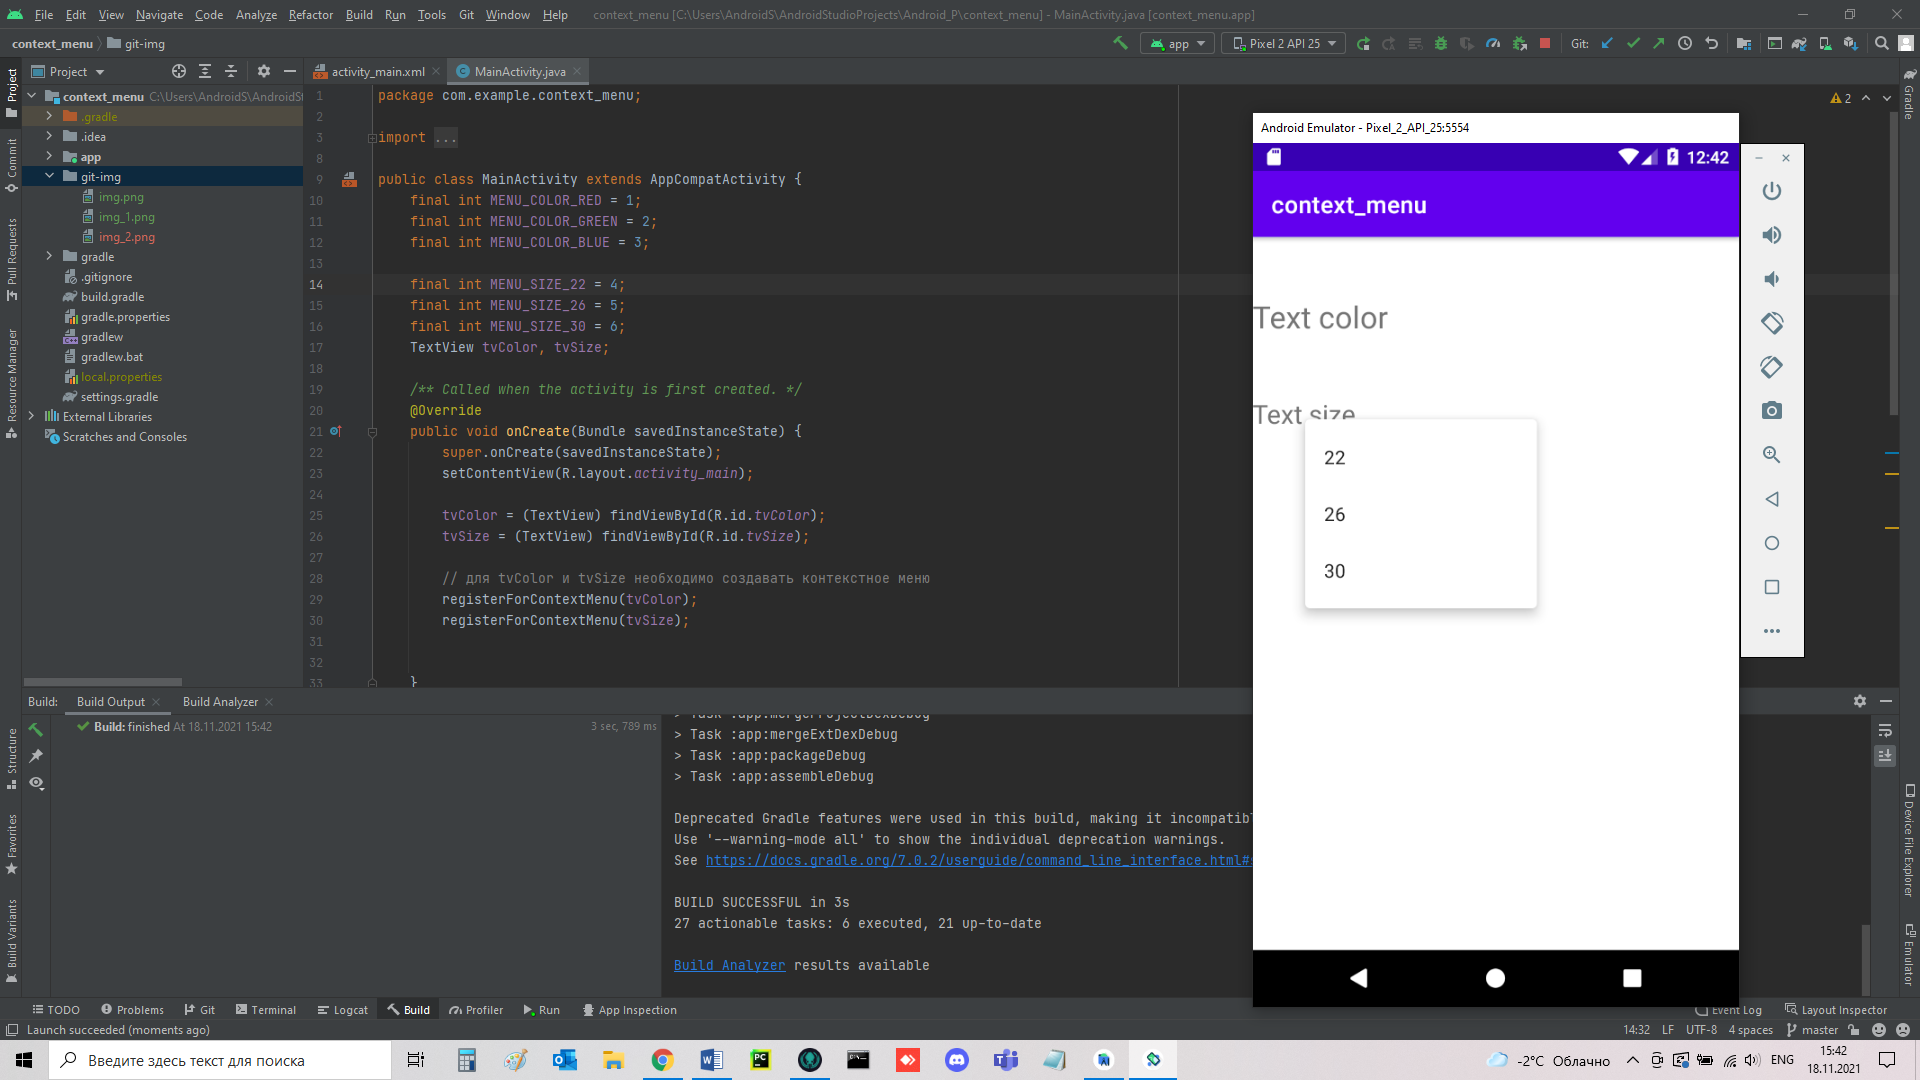 File Edit View Navigate Code Analyze Refactor Build Run Tools Git Window Help context_menu [C:\Users\AndroidS\AndroidStudioProjects\Android_P\context_menu] - MainActivity.java [context_menu.app]
context_menu git-img app Pixel 2 API 25 Git:
Project
activity_main.xml
MainActivity.java
context_menu C:\Users\AndroidS\AndroidSt
.gradle
.idea
app
git-img
img.png
img_1.png
img_2.png
gradle
.gitignore
build.gradle
gradle.properties
gradlew
gradlew.bat
local.properties
settings.gradle
External Libraries
Scratches and Consoles
Project
Commit
Pull Requests
Resource Manager
Structure
Favorites
Build Variants
1 package com.example.context_menu;
2
3 import ...
8
9 public class MainActivity extends AppCompatActivity {
10 final int MENU_COLOR_RED = 1;
11 final int MENU_COLOR_GREEN = 2;
12 final int MENU_COLOR_BLUE = 3;
13
14 final int MENU_SIZE_22 = 4;
15 final int MENU_SIZE_26 = 5;
16 final int MENU_SIZE_30 = 6;
17 TextView tvColor, tvSize;
18
19 /** Called when the activity is first created. */
20 @Override
21 public void onCreate(Bundle savedInstanceState) {
22 super.onCreate(savedInstanceState);
23 setContentView(R.layout.activity_main);
24
25 tvColor = (TextView) findViewById(R.id.tvColor);
26 tvSize = (TextView) findViewById(R.id.tvSize);
27
28 // для tvColor и tvSize необходимо создавать контекстное меню
29 registerForContextMenu(tvColor);
30 registerForContextMenu(tvSize);
31
32
33 }
2
Gradle
Device File Explorer
Emulator
Android Emulator - Pixel_2_API_25:5554
12:42
context_menu
Text color
Text size
22
26
30
Build: Build Output Build Analyzer
Build: finished At 18.11.2021 15:42 3 sec, 789 ms
> Task :app:mergeProjectDexDebug
> Task :app:mergeExtDexDebug
> Task :app:packageDebug
> Task :app:assembleDebug
Deprecated Gradle features were used in this build, making it incompatibl
Use '--warning-mode all' to show the individual deprecation warnings.
See https://docs.gradle.org/7.0.2/userguide/command_line_interface.html#s
BUILD SUCCESSFUL in 3s
27 actionable tasks: 6 executed, 21 up-to-date
Build Analyzer results available
TODO Problems Git Terminal Logcat Build Profiler Run App Inspection Event Log Layout Inspector
Launch succeeded (moments ago) 14:32 LF UTF-8 4 spaces master
Введите здесь текст для поиска
-2°C Облачно ENG 15:42
18.11.2021